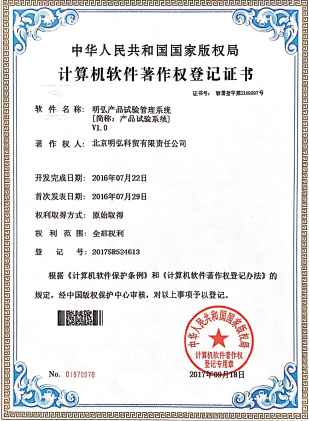 中华人民共和国国家版权局
计算机软件著作权登记证书
证书号： 软著登字第2109897号
软件名称： 明弘产品试验管理系统
[简称：产品试验系统]
V1.0
著作权人： 北京明弘科贸有限责任公司
开发完成日期： 2016年07月22日
首次发表日期： 2016年07月29日
权利取得方式： 原始取得
权利范围： 全部权利
登记号： 2017SR524613
根据《计算机软件保护条例》和《计算机软件著作权登记办法》的
规定，经中国版权保护中心审核，对以上事项予以登记。
中华人民共和国国家版权局
计算机软件著作权
登记专用章
No. 01970978
2017年09月18日